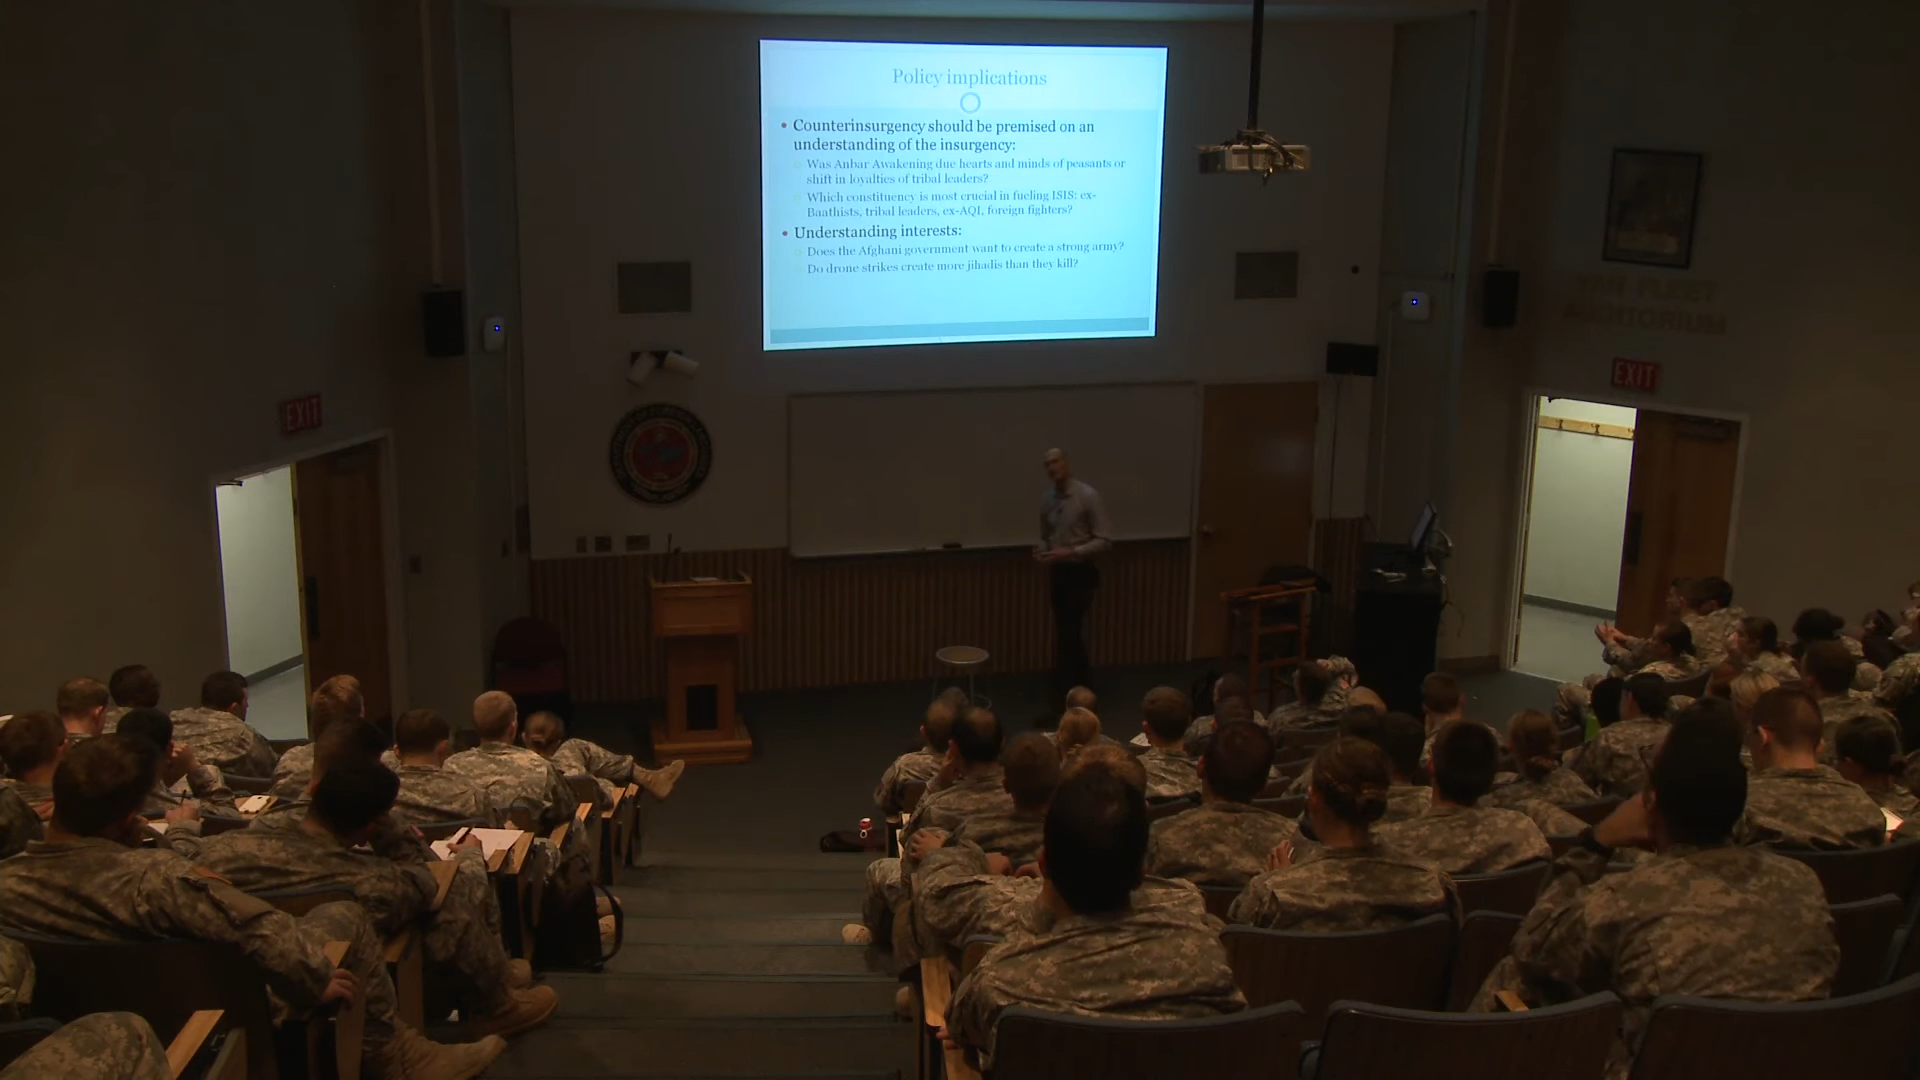 Policy implications
Counterinsurgency should be premised on an
understanding of the insurgency:
Was Anbar Awakening due hearts and minds of peasants or
shift in loyalties of tribal leaders?
Which constituency is most crucial in fueling ISIS: ex-
Baathists, tribal leaders, ex-AQI, foreign fighters?
Understanding interests:
Does the Afghani government want to create a strong army?
Do drone strikes create more jihadis than they kill?
VAN FLEET
AUDITORIUM
EXIT
EXIT